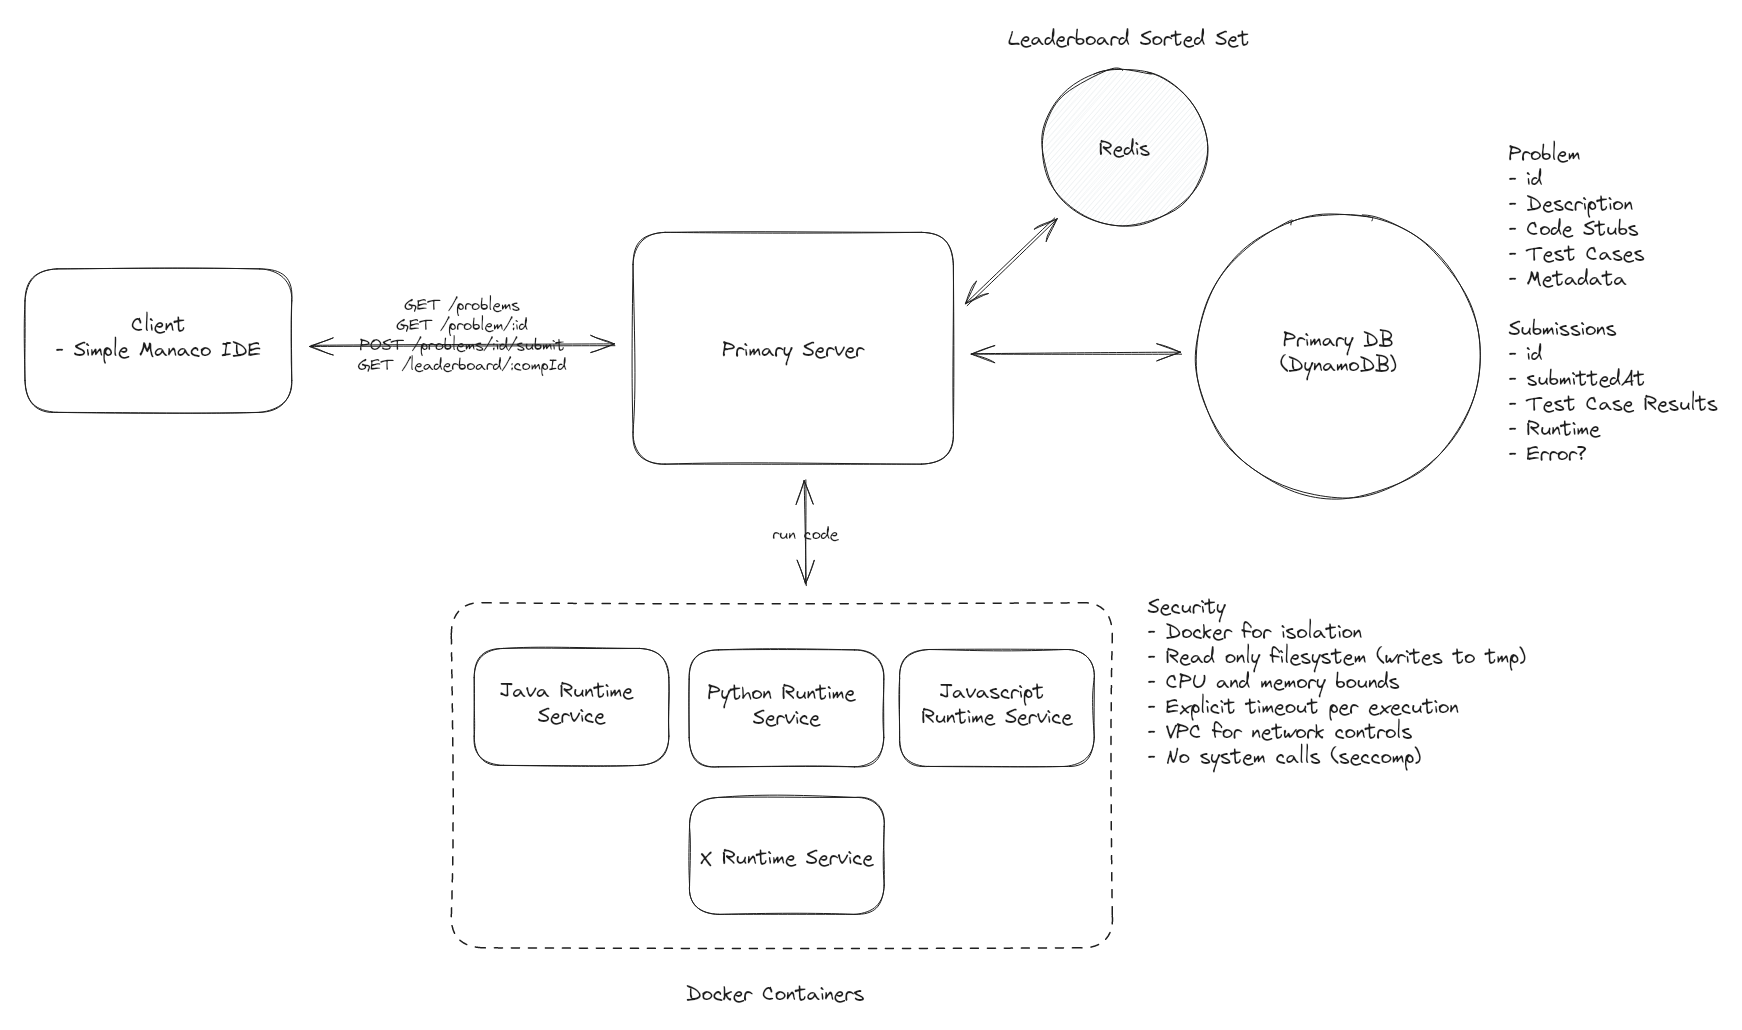 Leaderboard Sorted Set
Redis
Client
- Simple Manaco IDE
GET /problems
GET /problem/:id
POST /problems/:id/submit
GET /leaderboard/:compId
Primary Server
Primary DB
(DynamoDB)
Problem
- id
- Description
- Code Stubs
- Test Cases
- Metadata
Submissions
- id
- submittedAt
- Test Case Results
- Runtime
- Error?
run code
Java Runtime
Service
Python Runtime
Service
Javascript
Runtime Service
X Runtime Service
Docker Containers
Security
- Docker for isolation
- Read only filesystem (writes to tmp)
- CPU and memory bounds
- Explicit timeout per execution
- VPC for network controls
- No system calls (seccomp)